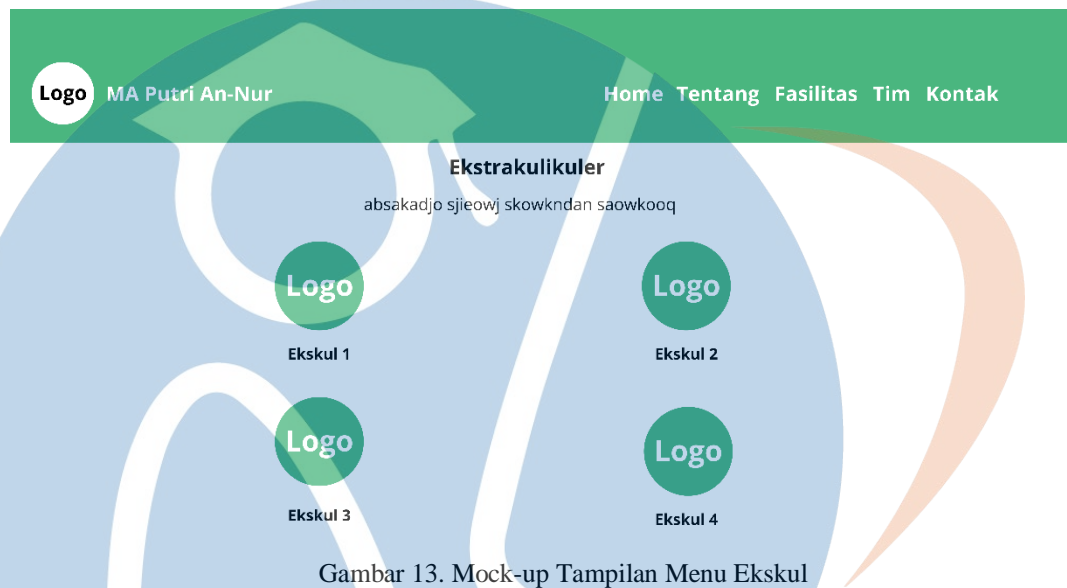 Logo MA Putri An-Nur Home Tentang Fasilitas Tim Kontak
Ekstrakulikuler
absakadjo sjieowj skowkndan saowkooq
Logo Logo
Ekskul 1 Ekskul 2
Logo Logo
Ekskul 3 Ekskul 4
Gambar 13. Mock-up Tampilan Menu Ekskul